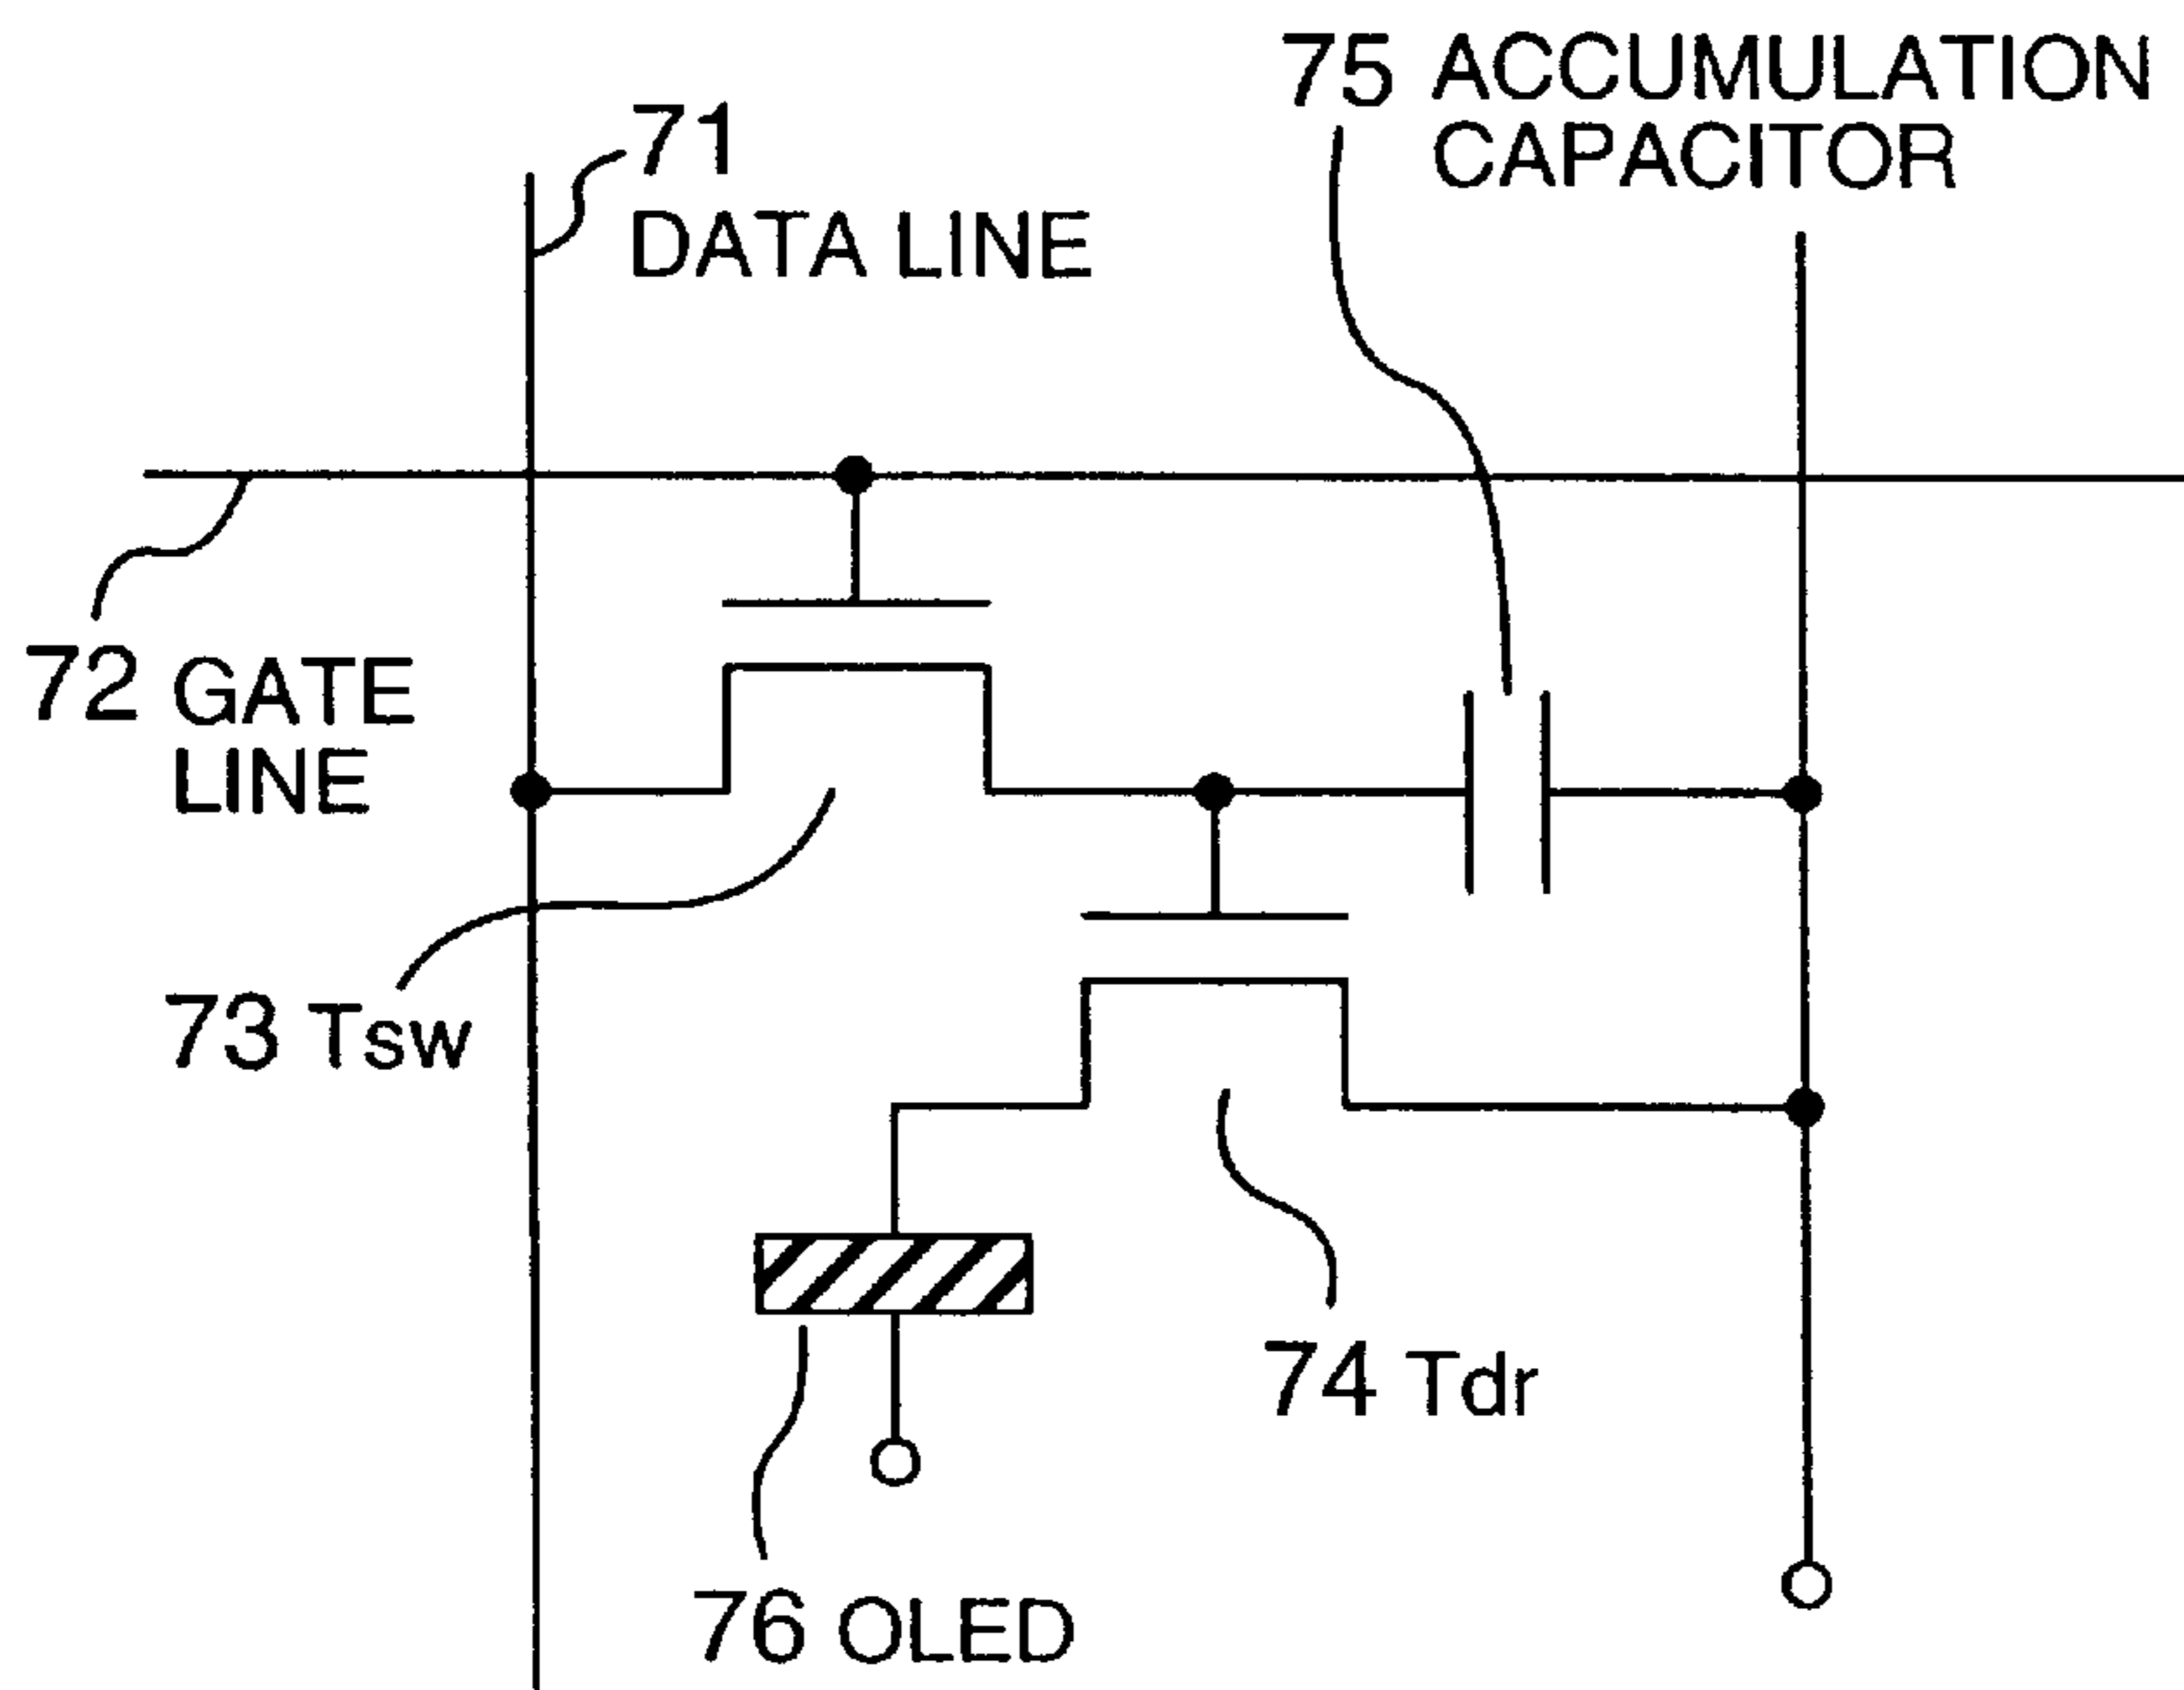 75 ACCUMULATION
CAPACITOR
71
DATA LINE
72 GATE
LINE
73 Tsw
74 Tdr
76 OLED